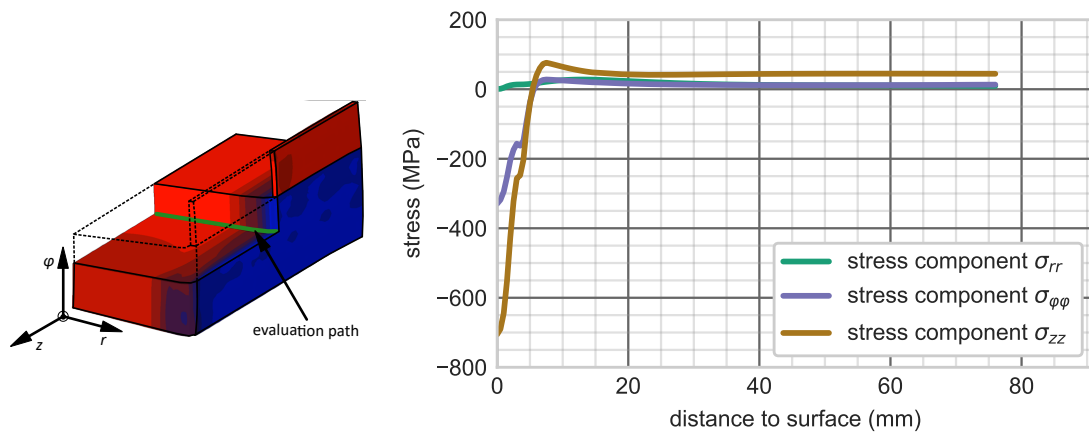 φ
z
r
evaluation path
stress (MPa)
200
0
−200
−400
−600
−800
0
20
40
60
80
distance to surface (mm)
stress component σrr
stress component σφφ
stress component σzz